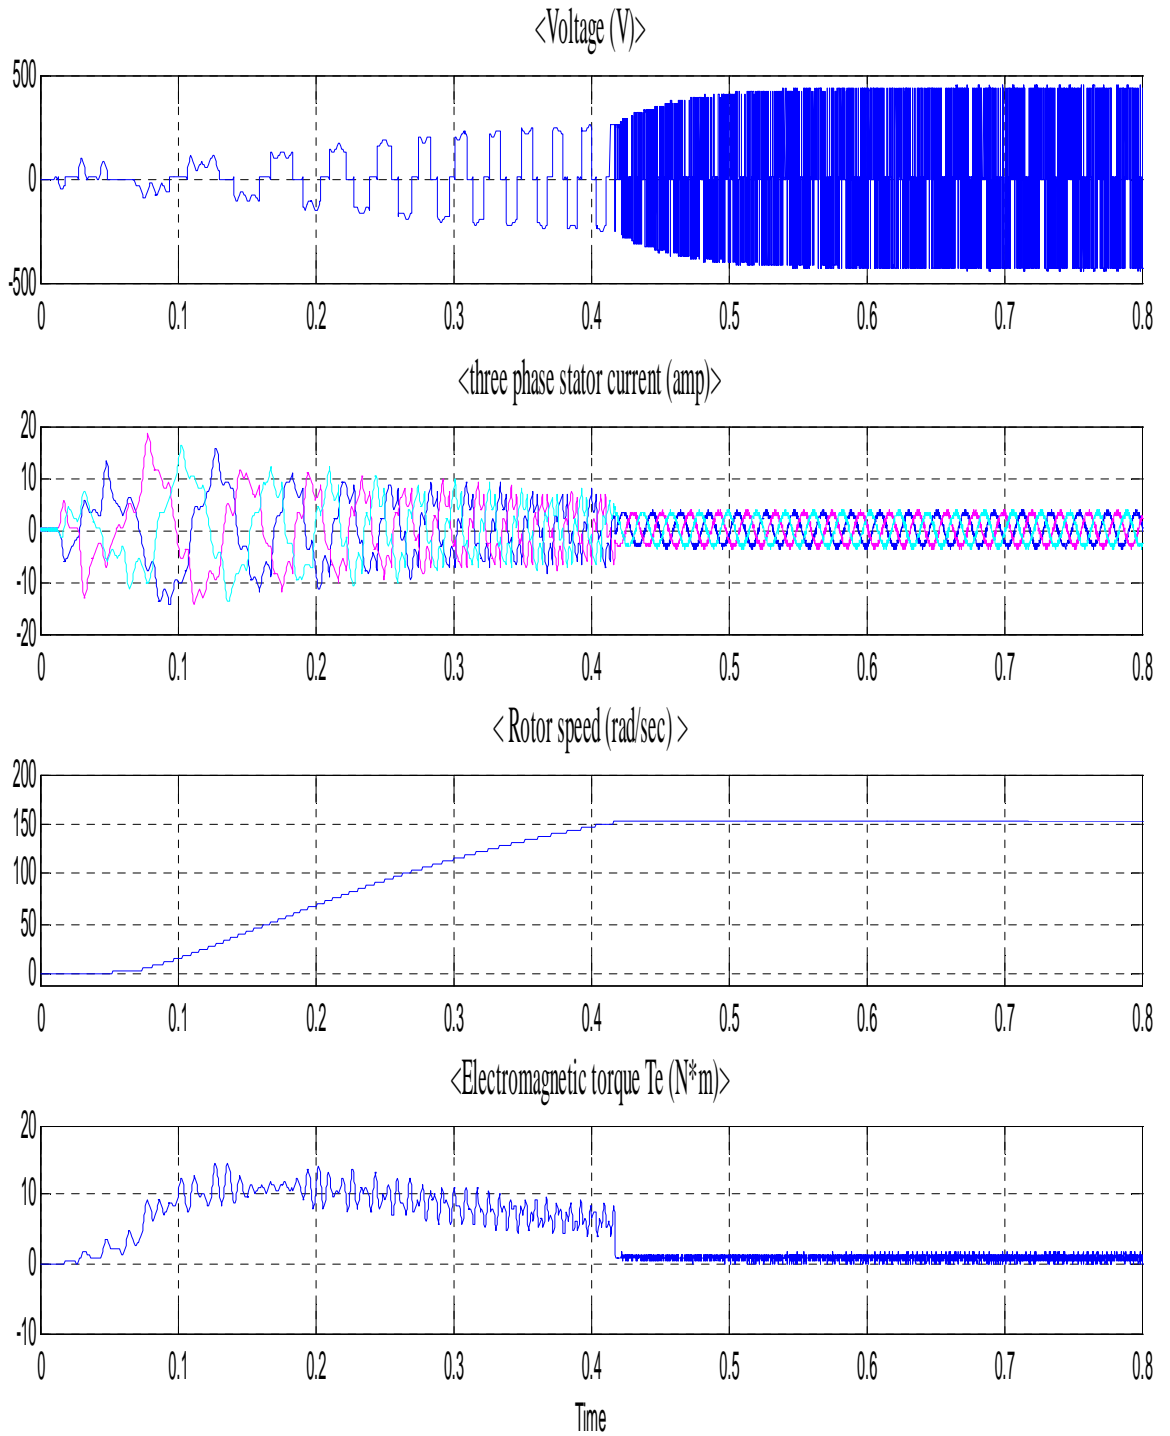 <Voltage (V)>
500
0
-500
0 0.1 0.2 0.3 0.4 0.5 0.6 0.7 0.8
<three phase stator current (amp)>
20
10
0
-10
-20
0 0.1 0.2 0.3 0.4 0.5 0.6 0.7 0.8
< Rotor speed (rad/sec) >
200
150
100
50
0
0 0.1 0.2 0.3 0.4 0.5 0.6 0.7 0.8
<Electromagnetic torque Te (N*m)>
20
10
0
-10
0 0.1 0.2 0.3 0.4 0.5 0.6 0.7 0.8
Time